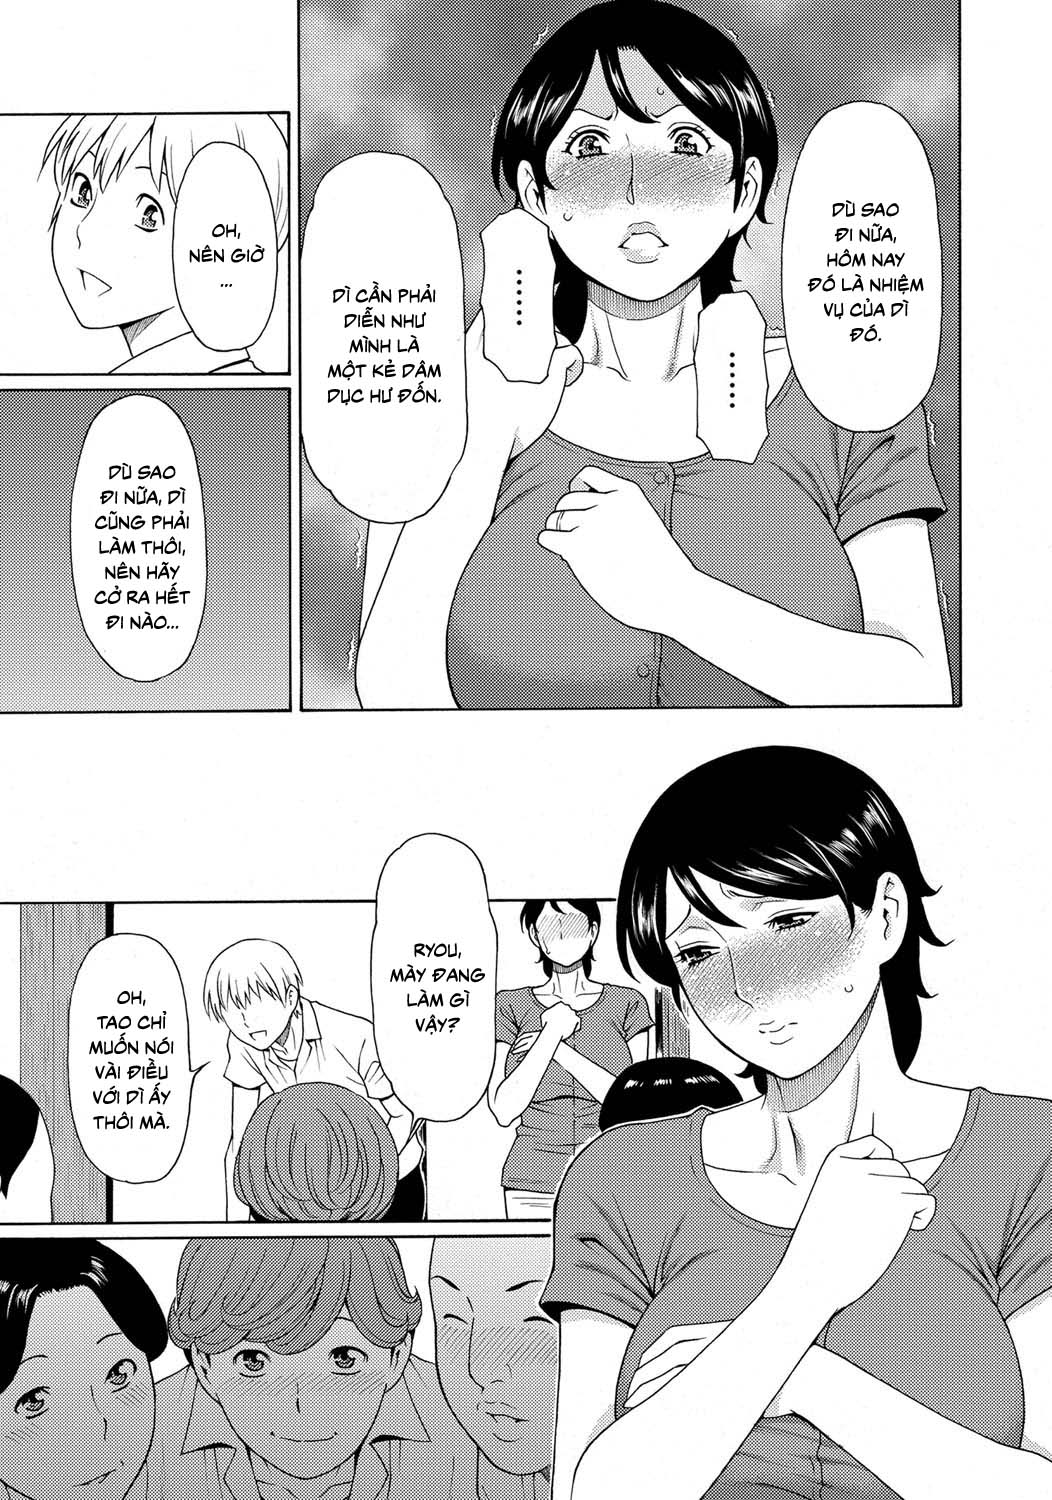 DÙ SAO
ĐI NỮA,
HÔM NAY
ĐÓ LÀ NHIỆM
VỤ CỦA DÌ
ĐÓ.
......
......
DÌ CẦN PHẢI
DIỄN NHƯ
MÌNH LÀ
MỘT KẺ DÂM
DỤC HƯ ĐỐN.
OH,
NÊN GIỜ
...
DÙ SAO
ĐI NỮA, DÌ
CŨNG PHẢI
LÀM THÔI,
NÊN HÃY
CỞ RA HẾT
ĐI NÀO...
RYOU,
MÀY ĐANG
LÀM GÌ
VẬY?
OH,
TAO CHỈ
MUỐN NÓI
VÀI ĐIỀU
VỚI DÌ ẤY
THÔI MÀ.